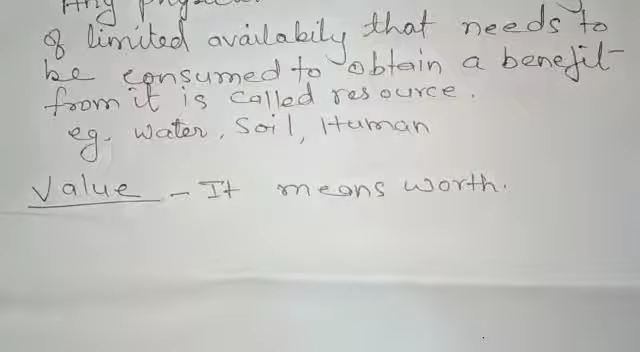 Any
of limited availabily that needs to
be consumed to obtain a benefit
from it is called resource.
eg. Water, Soil, Human
Value - It means worth.